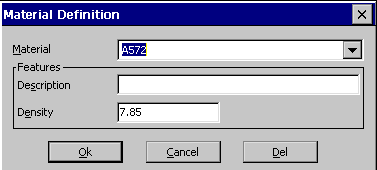 Material Definition
Material A572
Features
Description
Density 7.85
Ok Cancel Del